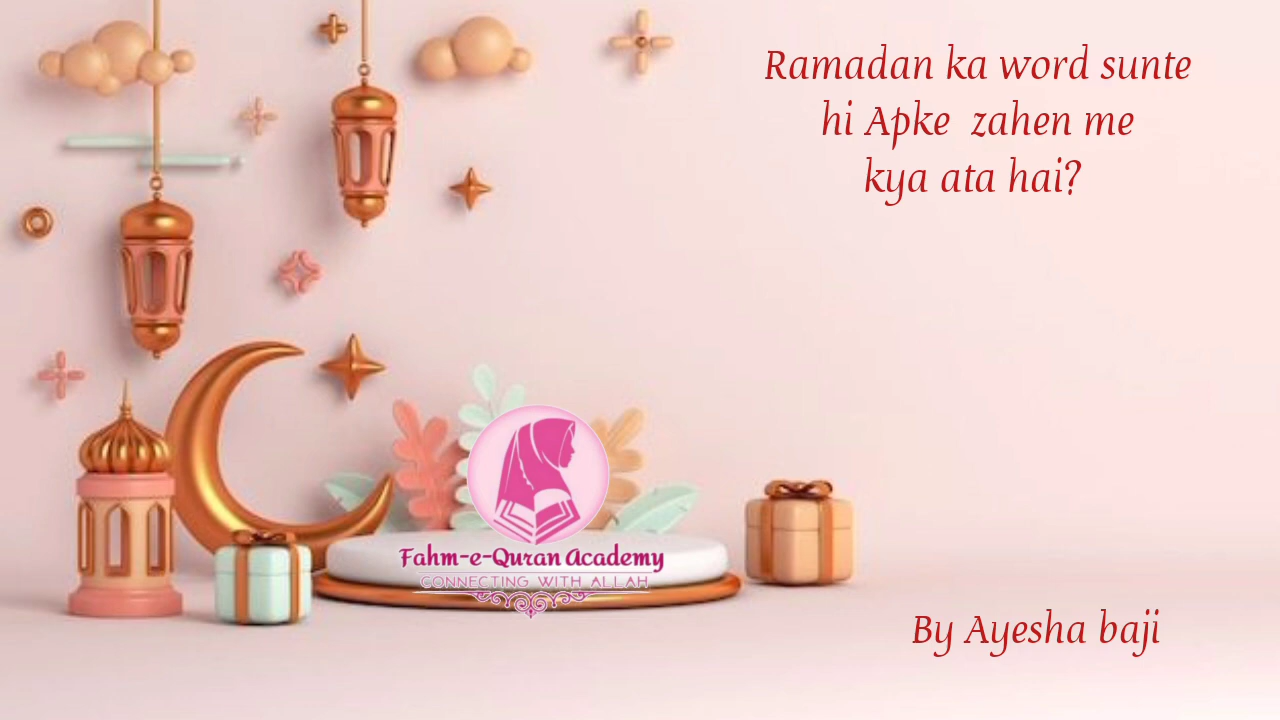 Ramadan ka word sunte
hi Apke zahen me
kya ata hai?
Fahm-e-Quran Academy
CONNECTING WITH ALLAH
By Ayesha baji